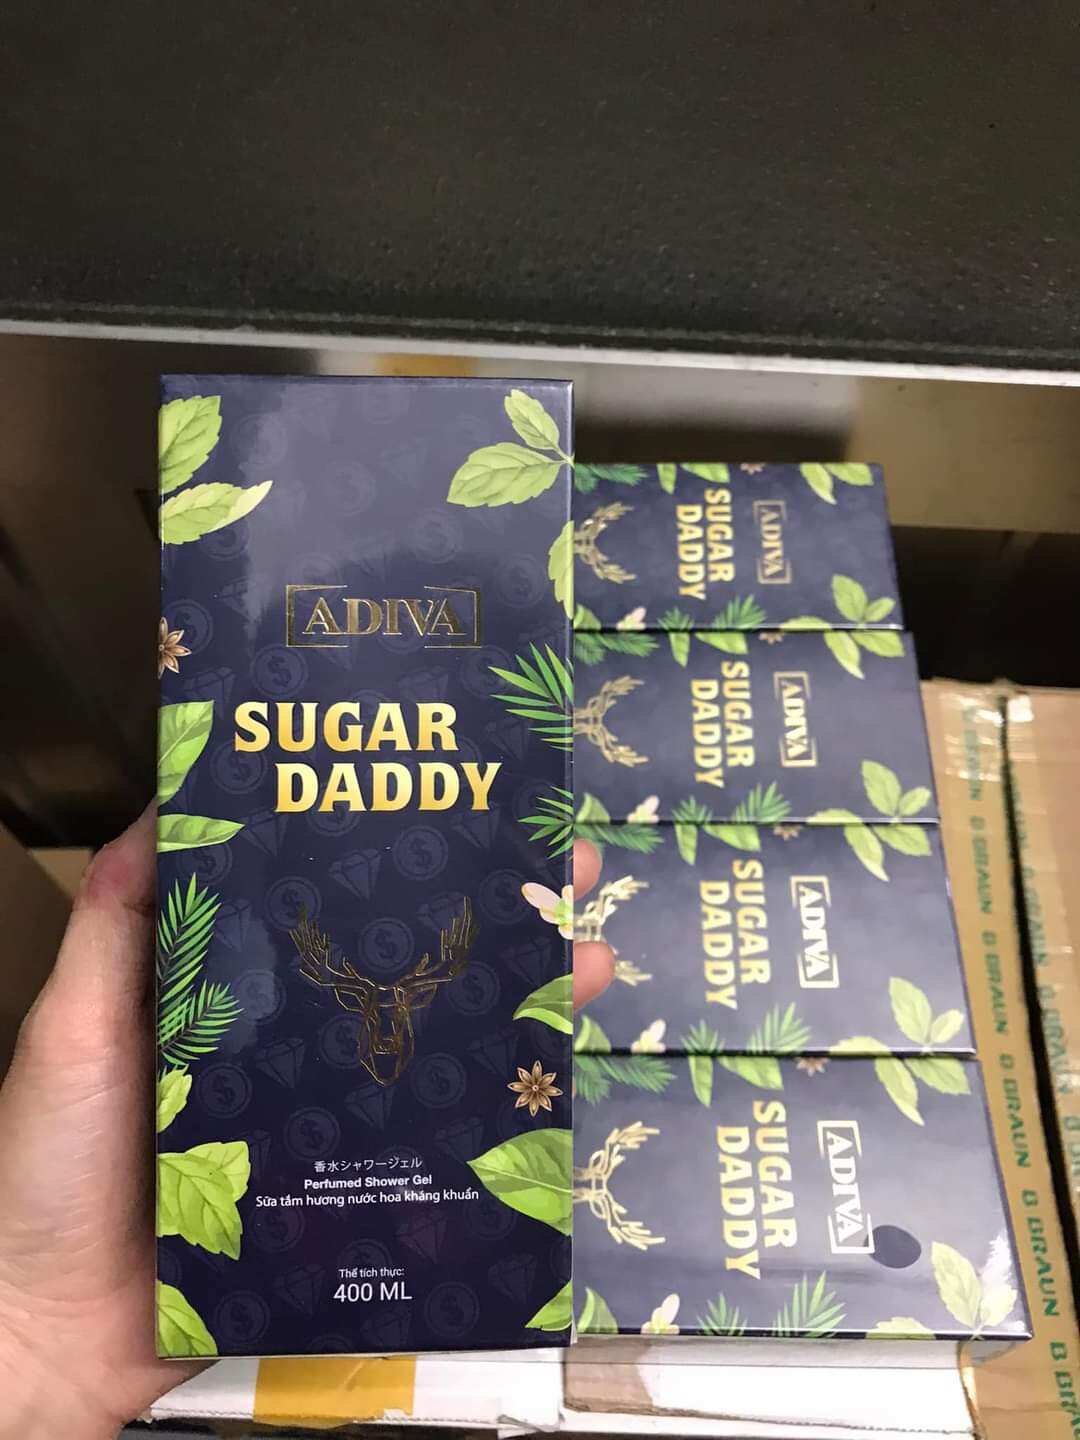 ADIVA
SUGAR
DADDY
香水シャワージェル
Perfumed Shower Gel
Sữa tắm hương nước hoa kháng khuẩn
Thể tích thực:
400 ML
ADIVA
SUGAR
DADDY
ADIVA
SUGAR
DADDY
ADIVA
SUGAR
DADDY
ADIVA
SUGAR
DADDY
B BRAUN
B BRAUN
B BRAUN
B BRAUN